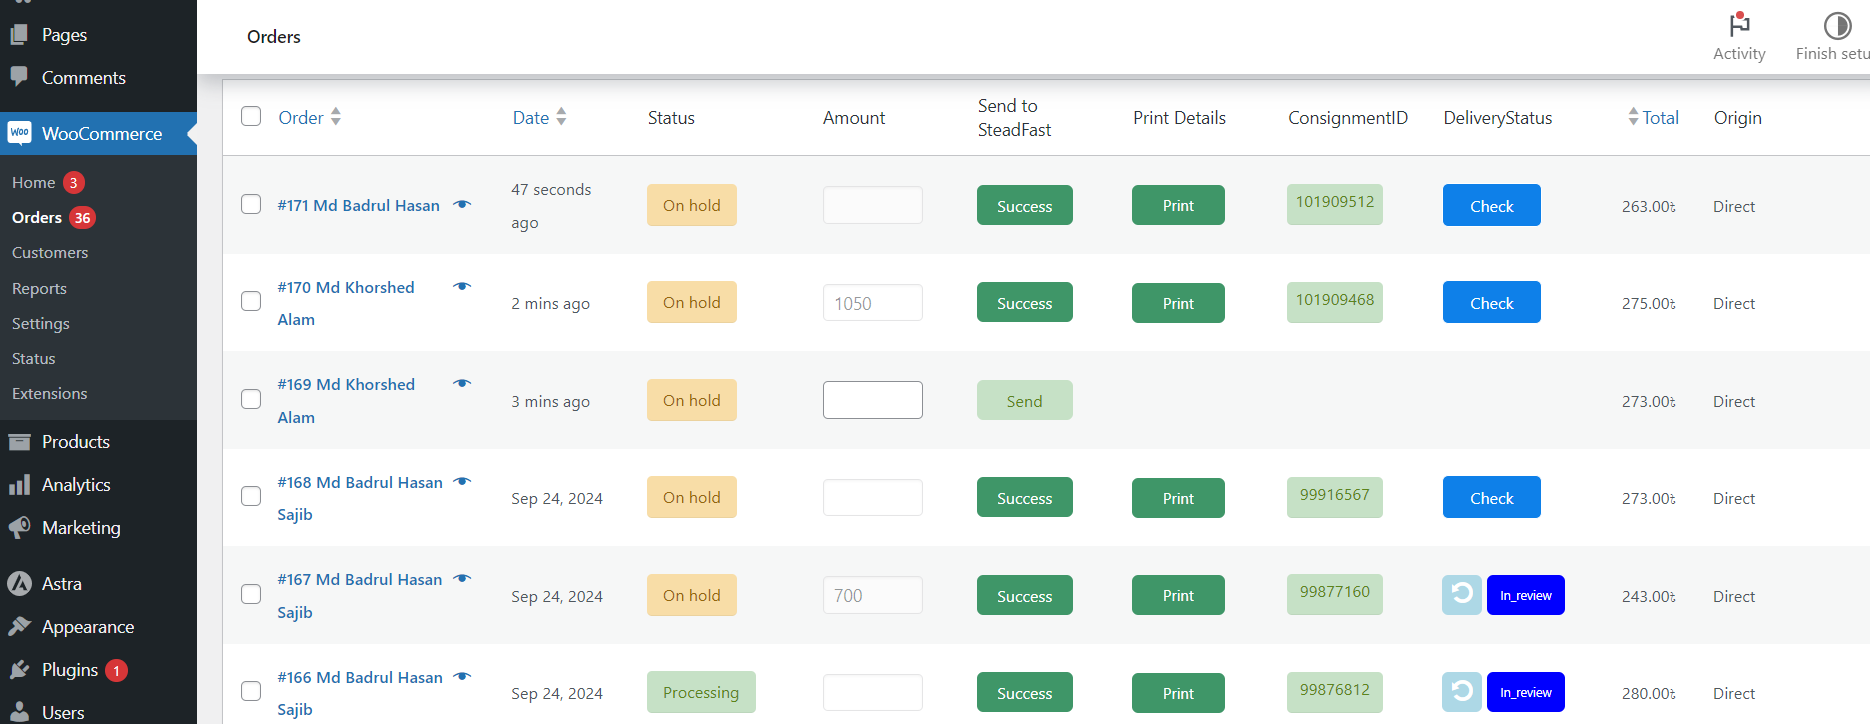 Pages
Comments
WOO WooCommerce
Home 3
Orders 36
Customers
Reports
Settings
Status
Extensions
Products
Analytics
Marketing
Astra
Appearance
Plugins 1
Users
Orders
Activity
Finish setu
Order Date Status Amount Send to SteadFast Print Details ConsignmentID DeliveryStatus Total Origin
#171 Md Badrul Hasan 47 seconds ago On hold Success Print 101909512 Check 263.00৳ Direct
#170 Md Khorshed Alam 2 mins ago On hold 1050 Success Print 101909468 Check 275.00৳ Direct
#169 Md Khorshed Alam 3 mins ago On hold Send 273.00৳ Direct
#168 Md Badrul Hasan Sajib Sep 24, 2024 On hold Success Print 99916567 Check 273.00৳ Direct
#167 Md Badrul Hasan Sajib Sep 24, 2024 On hold 700 Success Print 99877160 In_review 243.00৳ Direct
#166 Md Badrul Hasan Sajib Sep 24, 2024 Processing Success Print 99876812 In_review 280.00৳ Direct